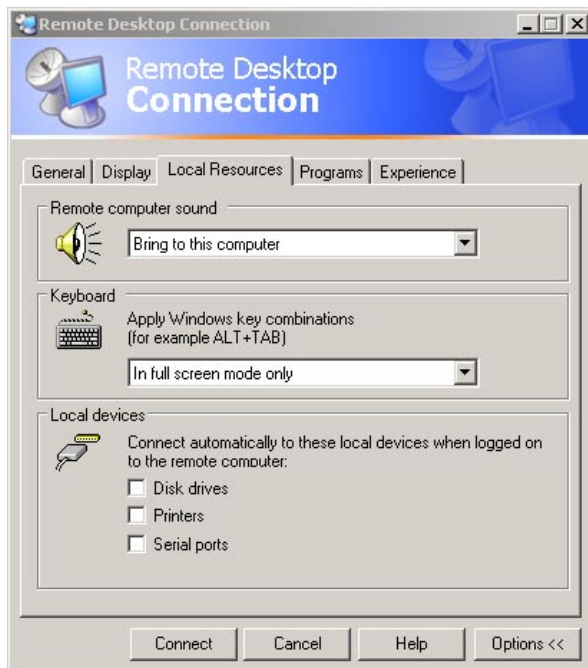 Remote Desktop Connection
Remote Desktop
Connection
General Display Local Resources Programs Experience
Remote computer sound
Bring to this computer
Keyboard
Apply Windows key combinations
(for example ALT+TAB)
In full screen mode only
Local devices
Connect automatically to these local devices when logged on
to the remote computer:
Disk drives
Printers
Serial ports
Connect Cancel Help Options <<